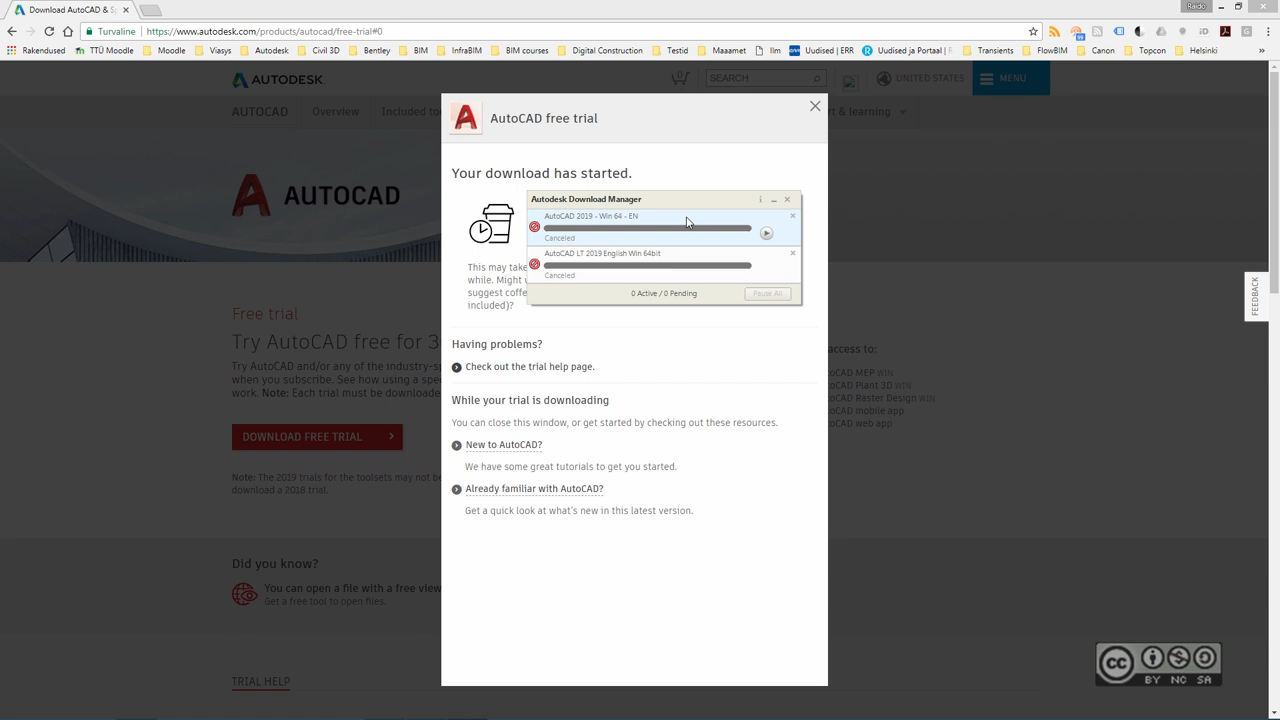 Download AutoCAD & S
Raido
Turvaline
https://www.autodesk.com/products/autocad/free-trial#0
Rakendused
TTÜ Moodle
Moodle
Viasys
Autodesk
Civil 3D
Bentley
BIM
InfraBIM
BIM courses
Digital Construction
Testid
Maaamet
Ilm
Uudised | ERR
Uudised ja Portaal |
Transients
FlowBIM
Canon
Topcon
Helsinki
AUTODESK.
SEARCH
UNITED STATES
MENU
AUTOCAD
Overview
Included to
rt & learning
AutoCAD free trial
Your download has started.
AUTOCAD
Autodesk Download Manager
AutoCAD 2019 - Win 64 - EN
Canceled
AutoCAD LT 2019 English Win 64bit
Canceled
0 Active / 0 Pending
Pause All
This may take
while. Might
suggest coffe
included)?
FEEDBACK
Free trial
Try AutoCAD free for 3
Try AutoCAD and/or any of the industry-s
when you subscribe. See how using a spe
work. Note: Each trial must be downloade
DOWNLOAD FREE TRIAL
Note: The 2019 trials for the toolsets may not be
download a 2018 trial.
Having problems?
Check out the trial help page.
While your trial is downloading
You can close this window, or get started by checking out these resources.
New to AutoCAD?
We have some great tutorials to get you started.
Already familiar with AutoCAD?
Get a quick look at what's new in this latest version.
access to:
oCAD MEP WIN
oCAD Plant 3D WIN
oCAD Raster Design WIN
oCAD mobile app
oCAD web app
Did you know?
You can open a file with a free view
Get a free tool to open files.
TRIAL HELP
CC
BY NC SA